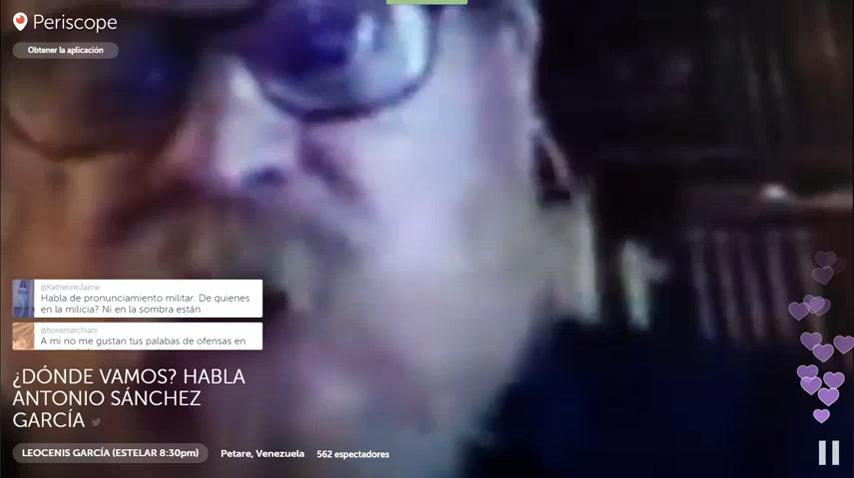 Periscope
Obtener la aplicación
@KatherineJaime
Habla de pronunciamiento militar. De quienes
en la milicia? Ni en la sombra están
@borismarchiani
A mi no me gustan tus palabas de ofensas en
¿DÓNDE VAMOS? HABLA
ANTONIO SÁNCHEZ
GARCÍA
LEOCENIS GARCÍA (ESTELAR 8:30pm) Petare, Venezuela 562 espectadores